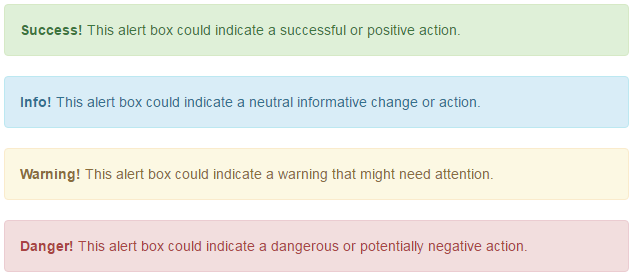 Success! This alert box could indicate a successful or positive action.
Info! This alert box could indicate a neutral informative change or action.
Warning! This alert box could indicate a warning that might need attention.
Danger! This alert box could indicate a dangerous or potentially negative action.